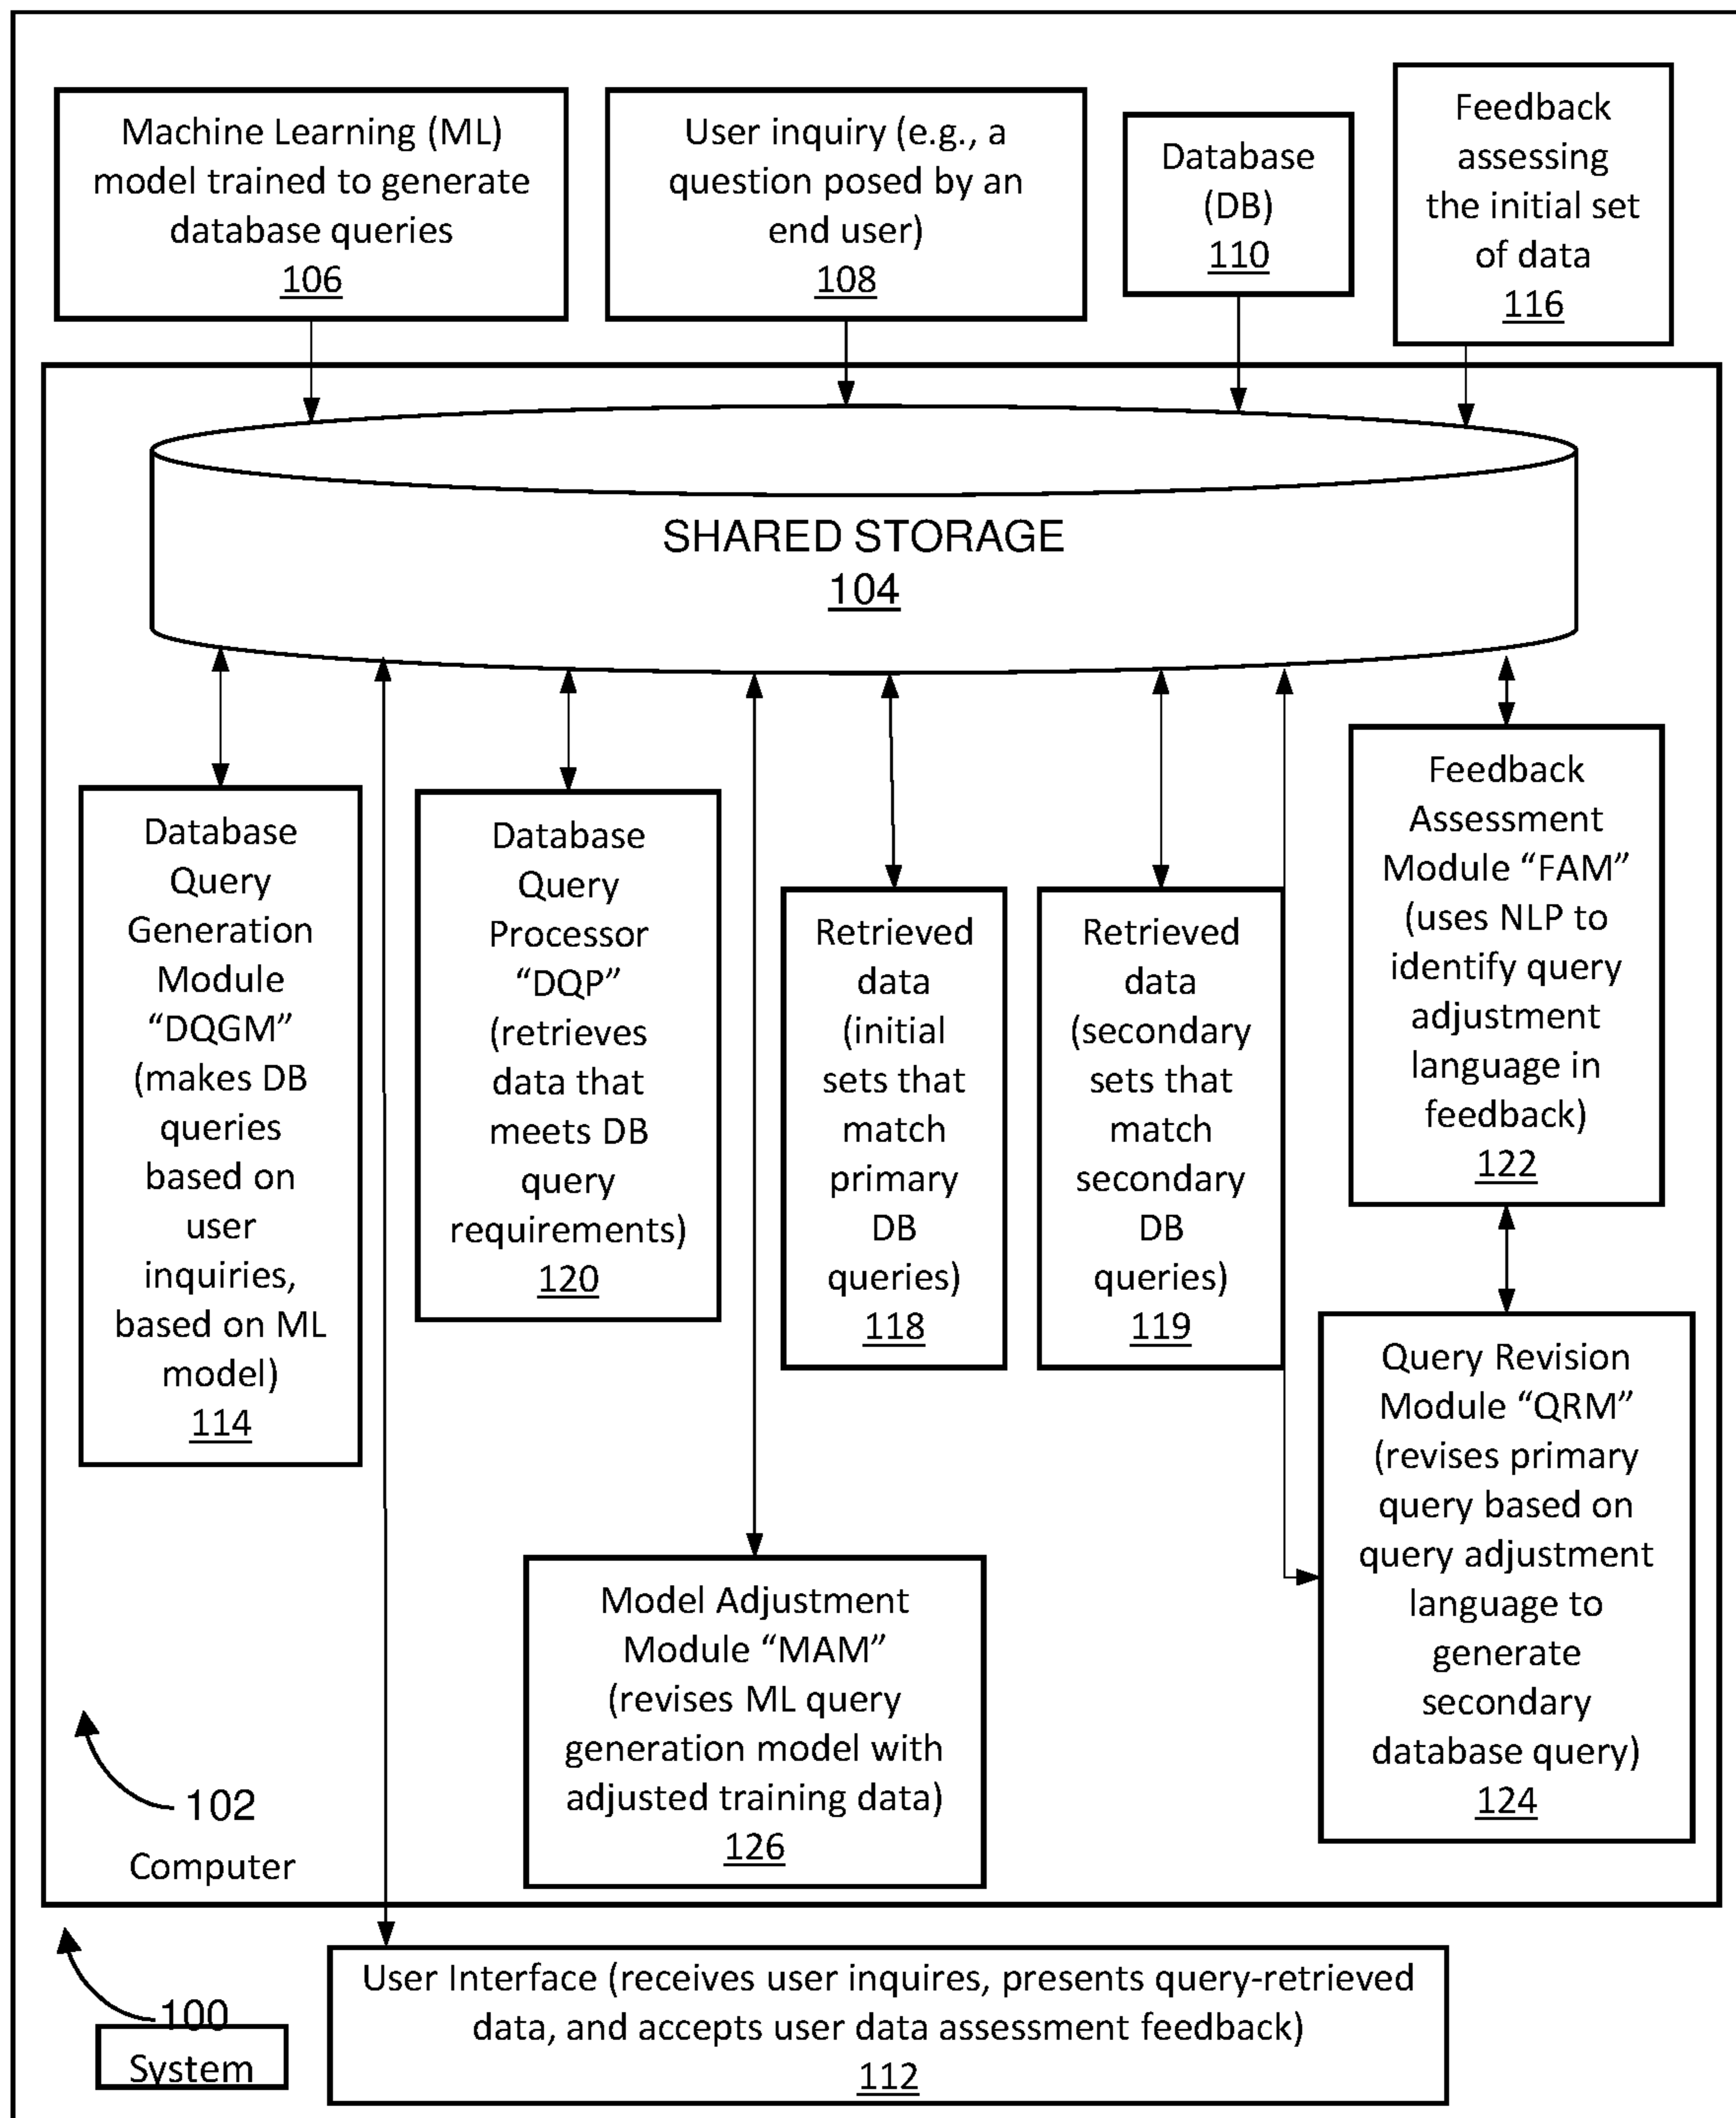 Machine Learning (ML)
model trained to generate
database queries
106
User inquiry (e.g., a
question posed by an
end user)
108
Database
(DB)
110
Feedback
assessing
the initial set
of data
116
SHARED STORAGE
104
Database
Query
Generation
Module
“DQGM”
(makes DB
queries
based on
user
inquiries,
based on ML
model)
114
Database
Query
Processor
“DQP”
(retrieves
data that
meets DB
query
requirements)
120
Retrieved
data
(initial
sets that
match
primary
DB
queries)
118
Retrieved
data
(secondary
sets that
match
secondary
DB
queries)
119
Feedback
Assessment
Module “FAM”
(uses NLP to
identify query
adjustment
language in
feedback)
122
Query Revision
Module “QRM”
(revises primary
query based on
query adjustment
language to
generate
secondary
database query)
124
Model Adjustment
Module “MAM”
(revises ML query
generation model with
adjusted training data)
126
102
Computer
100
System
User Interface (receives user inquires, presents query-retrieved
data, and accepts user data assessment feedback)
112